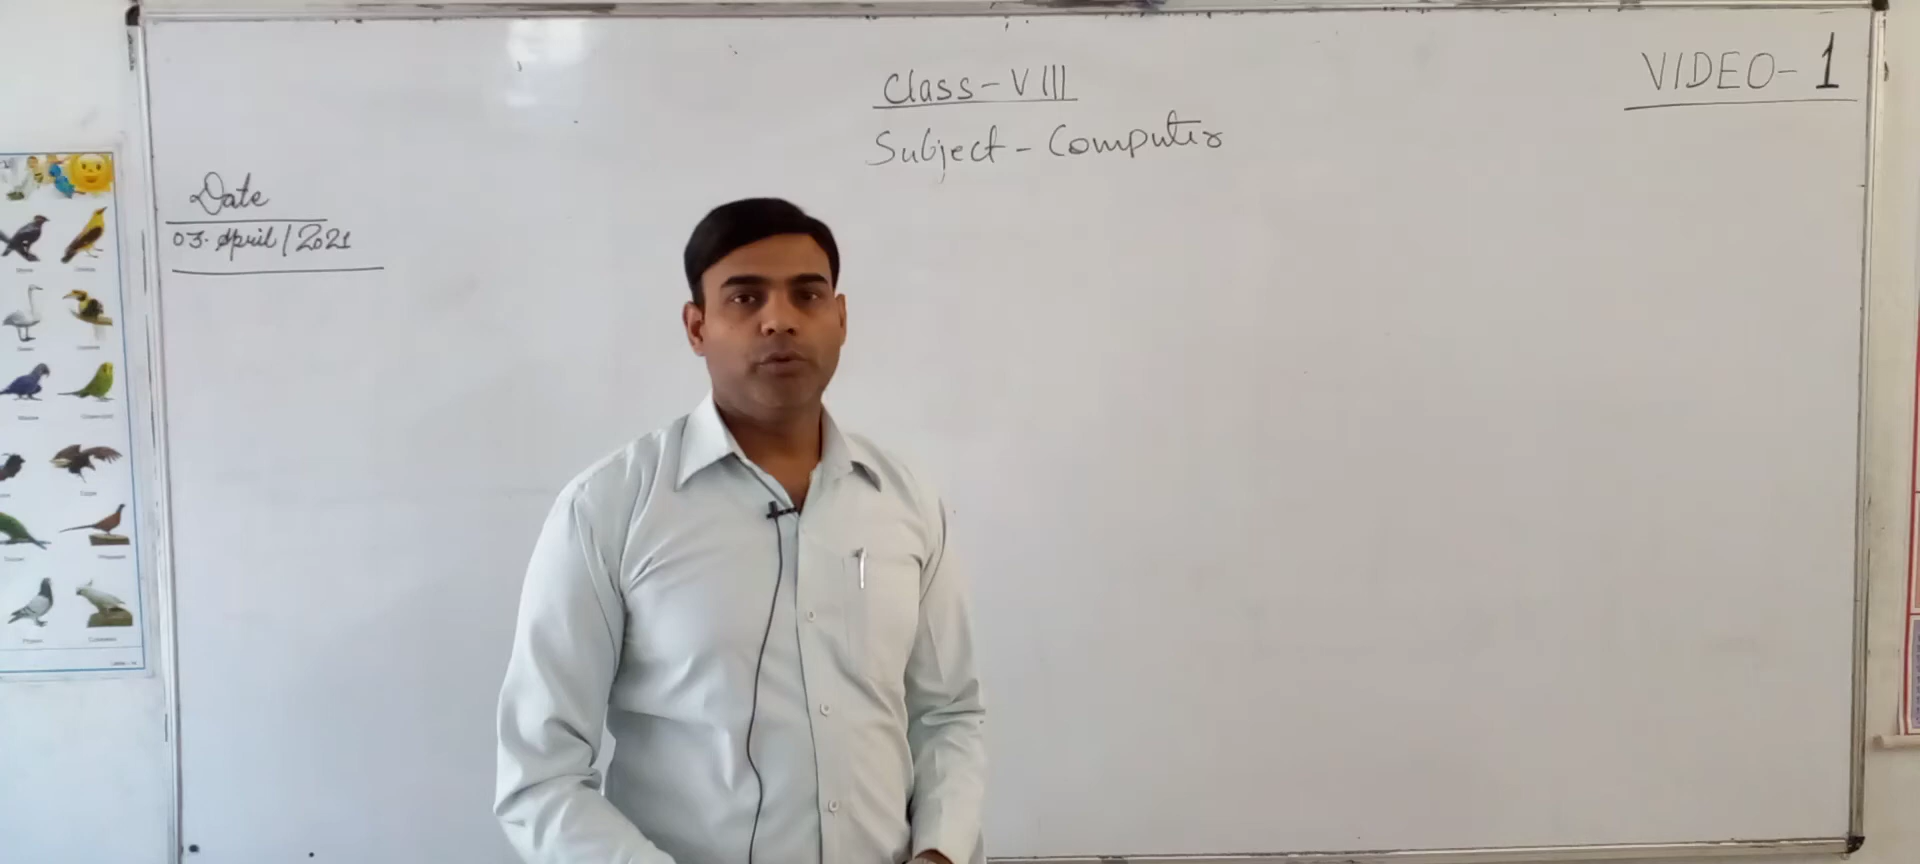 Class-VIII
Subject-Computer
VIDEO-1
Date
03. April/2021